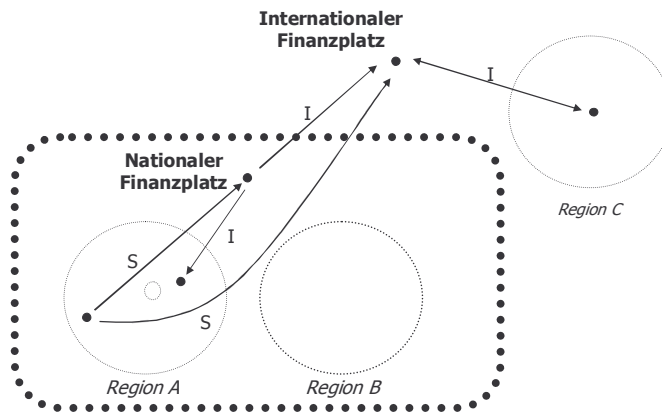 Internationaler
Finanzplatz
I
I
Region C
Nationaler
Finanzplatz
I
S
S
Region A
Region B